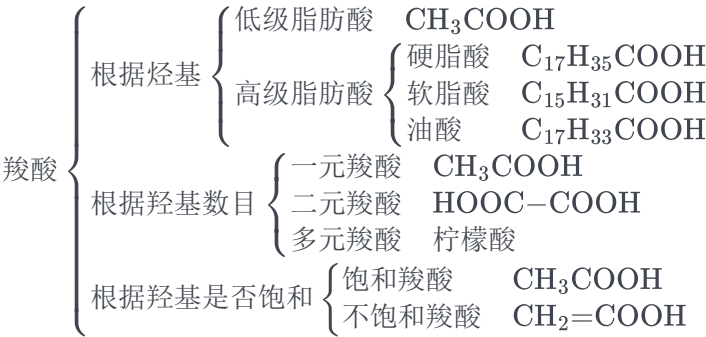 羧酸
根据烃基
低级脂肪酸 CH₃COOH
高级脂肪酸
硬脂酸 C₁₇H₃₅COOH
软脂酸 C₁₅H₃₁COOH
油酸 C₁₇H₃₃COOH
根据羟基数目
一元羧酸 CH₃COOH
二元羧酸 HOOC−COOH
多元羧酸 柠檬酸
根据羟基是否饱和
饱和羧酸 CH₃COOH
不饱和羧酸 CH₂=COOH